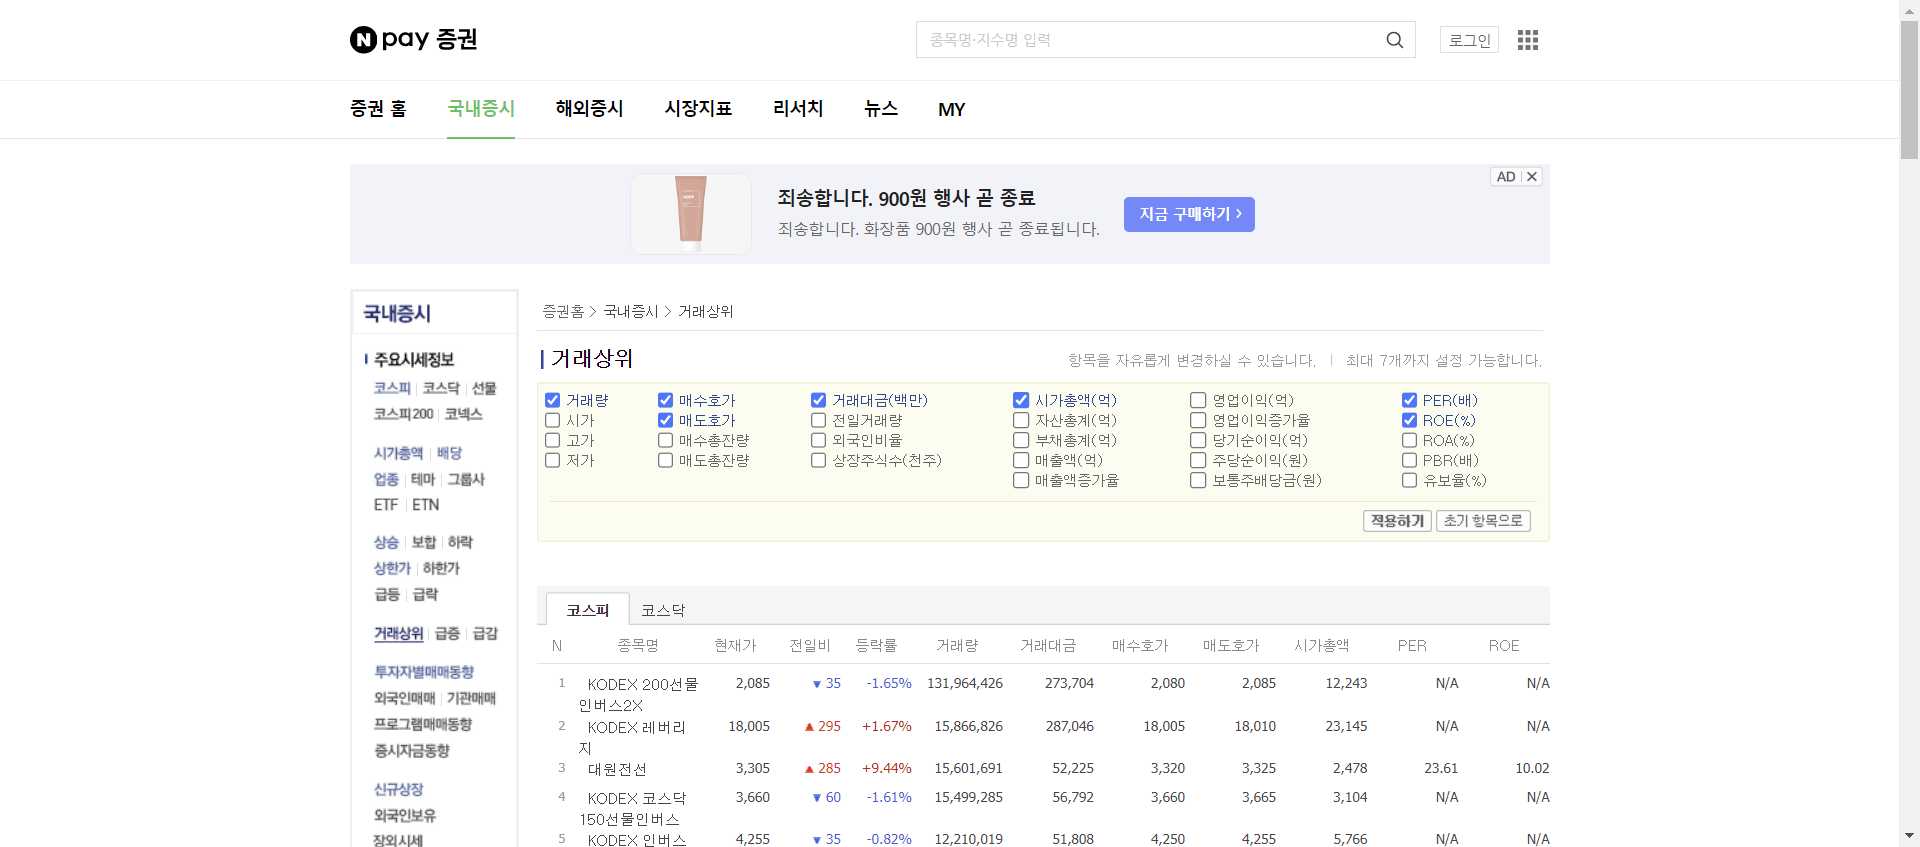 N pay 증권
종목명·지수명 입력
로그인
증권 홈 국내증시 해외증시 시장지표 리서치 뉴스 MY
죄송합니다. 900원 행사 곧 종료
죄송합니다. 화장품 900원 행사 곧 종료됩니다.
지금 구매하기 ›
AD
국내증시
주요시세정보
코스피 코스닥 선물
코스피200 코넥스
시가총액 배당
업종 테마 그룹사
ETF ETN
상승 보합 하락
상한가 하한가
급등 급락
거래상위 급증 급감
투자자별매매동향
외국인매매 기관매매
프로그램매매동향
증시자금동향
신규상장
외국인보유
장외시세
증권홈 > 국내증시 > 거래상위
거래상위
항목을 자유롭게 변경하실 수 있습니다. | 최대 7개까지 설정 가능합니다.
거래량 매수호가 거래대금(백만) 시가총액(억) 영업이익(억) PER(배)
시가 매도호가 전일거래량 자산총계(억) 영업이익증가율 ROE(%)
고가 매수총잔량 외국인비율 부채총계(억) 당기순이익(억) ROA(%)
저가 매도총잔량 상장주식수(천주) 매출액(억) 주당순이익(원) PBR(배)
매출액증가율 보통주배당금(원) 유보율(%)
적용하기 초기 항목으로
코스피 코스닥
N 종목명 현재가 전일비 등락률 거래량 거래대금 매수호가 매도호가 시가총액 PER ROE
1 KODEX 200선물인버스2X 2,085 ▼ 35 -1.65% 131,964,426 273,704 2,080 2,085 12,243 N/A N/A
2 KODEX 레버리지 18,005 ▲ 295 +1.67% 15,866,826 287,046 18,005 18,010 23,145 N/A N/A
3 대원전선 3,305 ▲ 285 +9.44% 15,601,691 52,225 3,320 3,325 2,478 23.61 10.02
4 KODEX 코스닥150선물인버스 3,660 ▼ 60 -1.61% 15,499,285 56,792 3,660 3,665 3,104 N/A N/A
5 KODEX 인버스 4,255 ▼ 35 -0.82% 12,210,019 51,808 4,250 4,255 5,766 N/A N/A